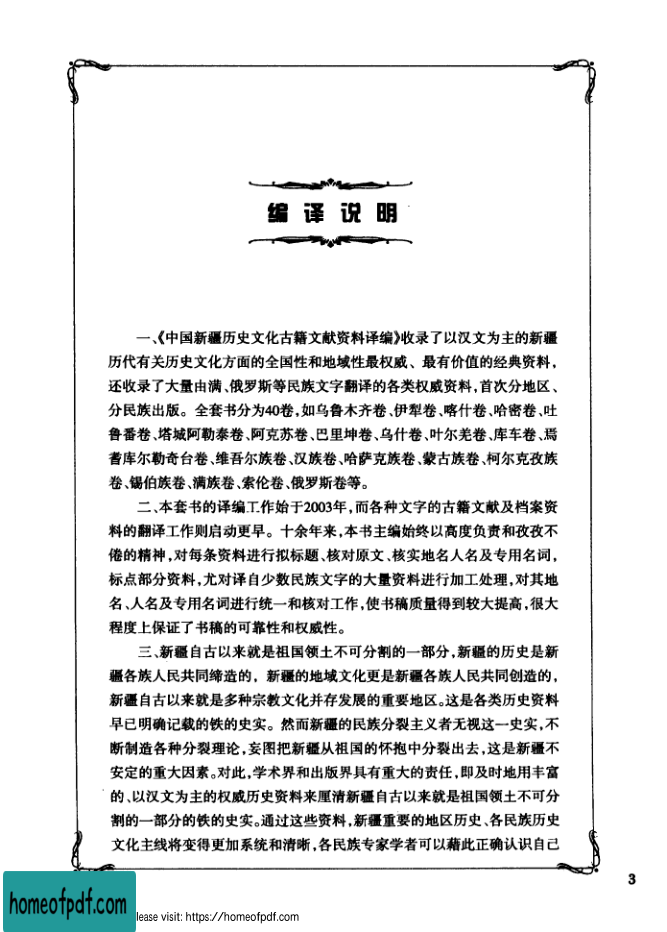 编译说明
一、《中国新疆历史文化古籍文献资料译编》收录了以汉文为主的新疆
历代有关历史文化方面的全国性和地域性最权威、最有价值的经典资料，
还收录了大量由满、俄罗斯等民族文字翻译的各类权威资料，首次分地区、
分民族出版。全套书分为40卷，如乌鲁木齐卷、伊犁卷、喀什卷、哈密卷、吐
鲁番卷、塔城阿勒泰卷、阿克苏卷、巴里坤卷、乌什卷、叶尔羌卷、库车卷、焉
耆库尔勒奇台卷、维吾尔族卷、汉族卷、哈萨克族卷、蒙古族卷、柯尔克孜族
卷、锡伯族卷、满族卷、索伦卷、俄罗斯卷等。
二、本套书的译编工作始于2003年，而各种文字的古籍文献及档案资
料的翻译工作则启动更早。十余年来，本书主编始终以高度负责和孜孜不
倦的精神，对每条资料进行拟标题、核对原文、核实地名人名及专用名词，
标点部分资料，尤对译自少数民族文字的大量资料进行加工处理，对其地
名、人名及专用名词进行统一和核对工作，使书稿质量得到较大提高，很大
程度上保证了书稿的可靠性和权威性。
三、新疆自古以来就是祖国领土不可分割的一部分，新疆的历史是新
疆各族人民共同缔造的，新疆的地域文化更是新疆各族人民共同创造的，
新疆自古以来就是多种宗教文化并存发展的重要地区。这是各类历史资料
早已明确记载的铁的史实。然而新疆的民族分裂主义者无视这一史实，不
断制造各种分裂理论，妄图把新疆从祖国的怀抱中分裂出去，这是新疆不
安定的重大因素。对此，学术界和出版界具有重大的责任，即及时地用丰富
的、以汉文为主的权威历史资料来厘清新疆自古以来就是祖国领土不可分
割的一部分的铁的史实。通过这些资料，新疆重要的地区历史、各民族历史
文化主线将变得更加系统和清晰，各民族专家学者可以藉此正确认识自己
3
homeofpdf.com
lease visit: https://homeofpdf.com